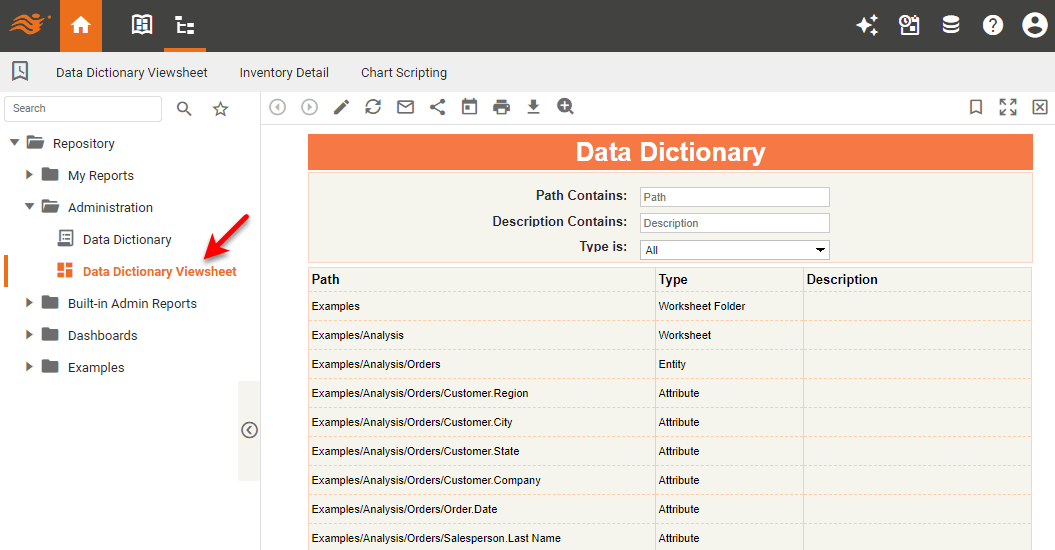 Data Dictionary Viewsheet Inventory Detail Chart Scripting
Search
Repository
My Reports
Administration
Data Dictionary
Data Dictionary Viewsheet
Built-in Admin Reports
Dashboards
Examples
Data Dictionary
Path Contains: Path
Description Contains: Description
Type is: All
Path Type Description
Examples Worksheet Folder
Examples/Analysis Worksheet
Examples/Analysis/Orders Entity
Examples/Analysis/Orders/Customer.Region Attribute
Examples/Analysis/Orders/Customer.City Attribute
Examples/Analysis/Orders/Customer.State Attribute
Examples/Analysis/Orders/Customer.Company Attribute
Examples/Analysis/Orders/Order.Date Attribute
Examples/Analysis/Orders/Salesperson.Last Name Attribute